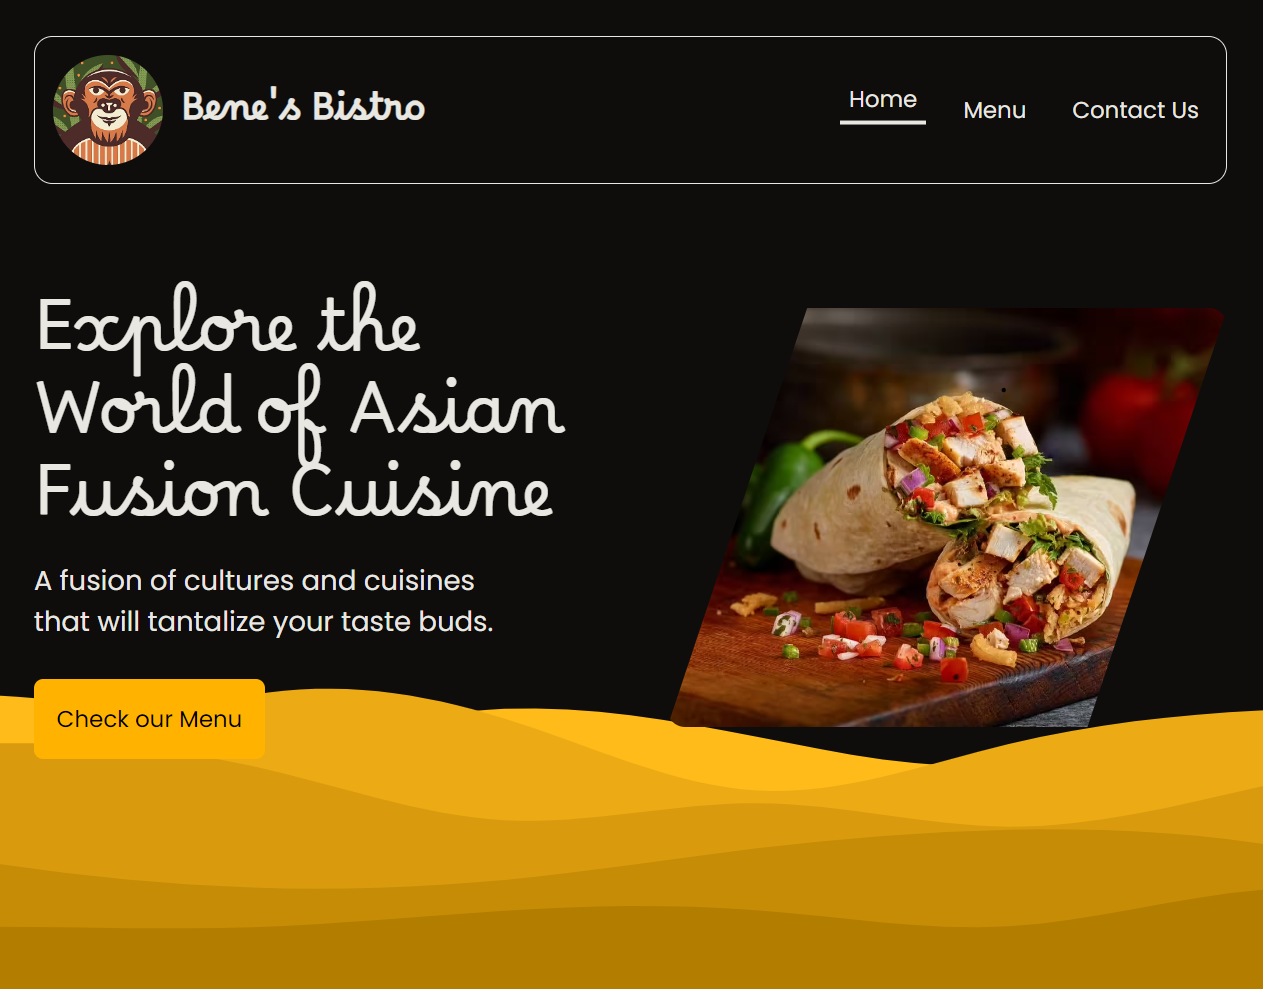 Bene's Bistro
Home
Menu
Contact Us
Explore the
World of Asian
Fusion Cuisine
A fusion of cultures and cuisines
that will tantalize your taste buds.
Check our Menu